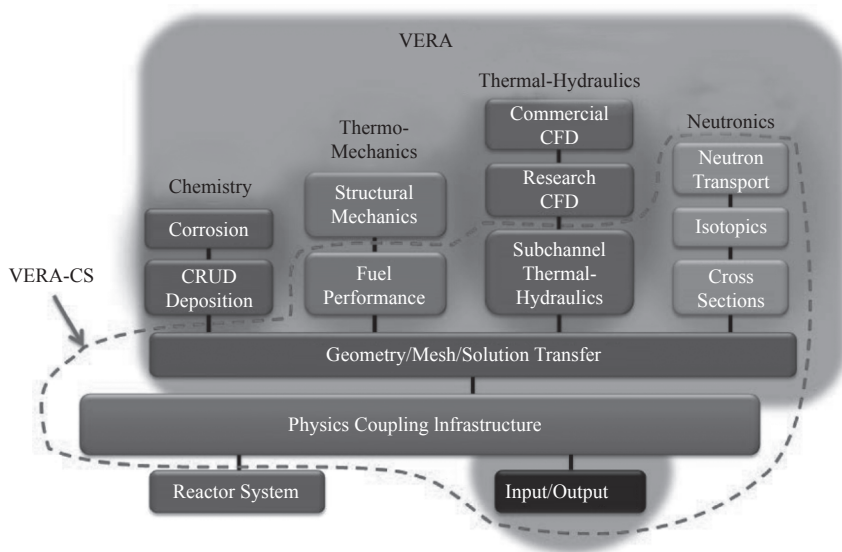 VERA
Thermal-Hydraulics
Commercial
CFD
Research
CFD
Subchannel
Thermal-
Hydraulics
Thermo-
Mechanics
Structural
Mechanics
Fuel
Performance
Neutronics
Neutron
Transport
Isotopics
Cross
Sections
Chemistry
Corrosion
CRUD
Deposition
VERA-CS
Geometry/Mesh/Solution Transfer
Physics Coupling Infrastructure
Reactor System
Input/Output